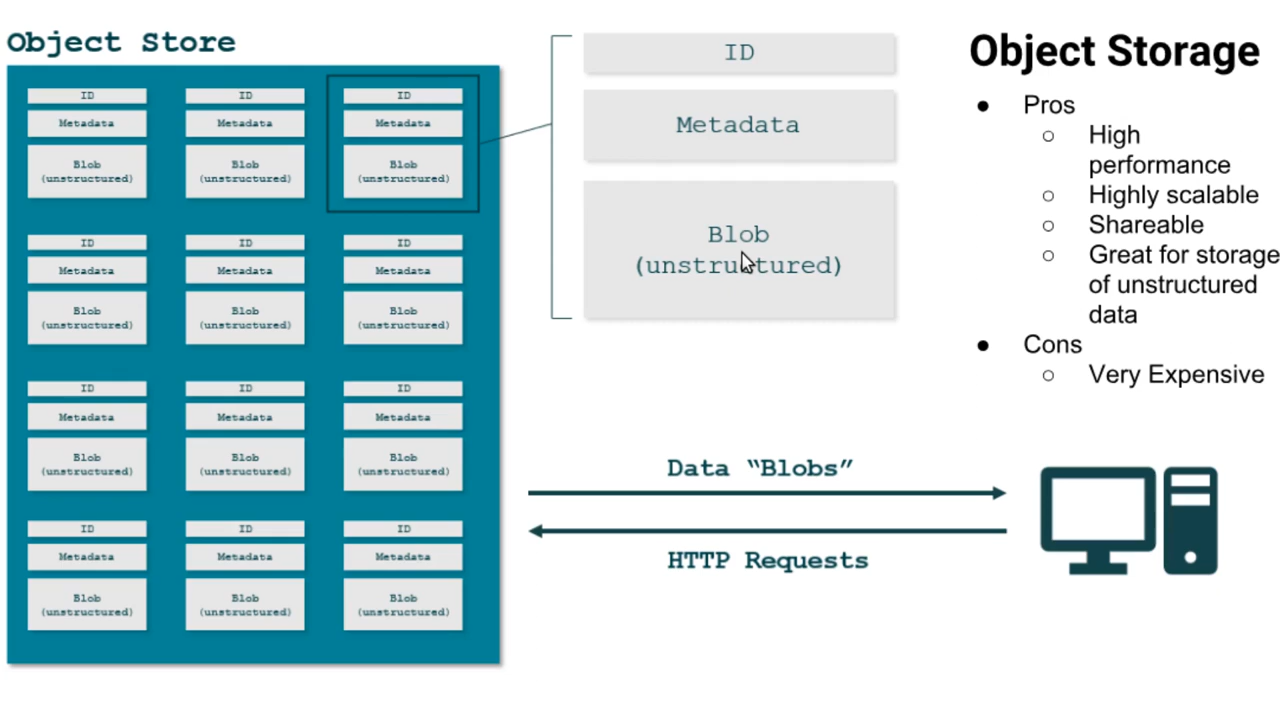 Object Store
ID
Metadata
Blob
(unstructured)
ID
Metadata
Blob
(unstructured)
ID
Metadata
Blob
(unstructured)
ID
Metadata
Blob
(unstructured)
ID
Metadata
Blob
(unstructured)
ID
Metadata
Blob
(unstructured)
ID
Metadata
Blob
(unstructured)
ID
Metadata
Blob
(unstructured)
ID
Metadata
Blob
(unstructured)
ID
Metadata
Blob
(unstructured)
ID
Metadata
Blob
(unstructured)
ID
Metadata
Blob
(unstructured)
ID
Metadata
Blob
(unstructured)
Data “Blobs”
HTTP Requests
Object Storage
● Pros
○ High
performance
○ Highly scalable
○ Shareable
○ Great for storage
of unstructured
data
● Cons
○ Very Expensive